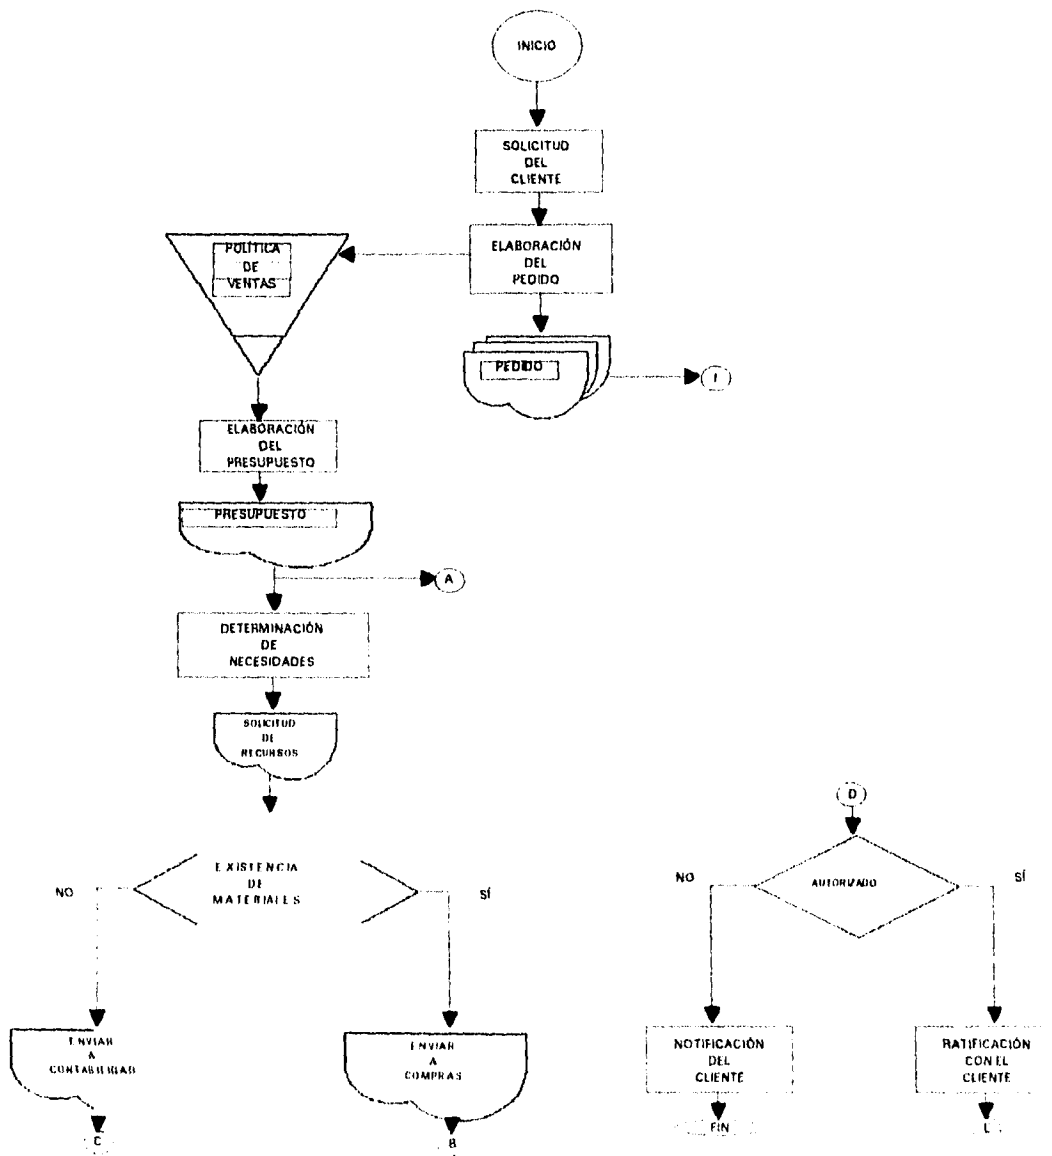 INICIO
SOLICITUD
DEL
CLIENTE
ELABORACIÓN
DEL
PEDIDO
POLÍTICA
DE
VENTAS
PEDIDO
1
ELABORACIÓN
DEL
PRESUPUESTO
PRESUPUESTO
A
DETERMINACIÓN
DE
NECESIDADES
SOLICITUD
DE
RECURSOS
EXISTENCIA
DE
MATERIALES
NO
SÍ
ENVIAR
A
CONTABILIDAD
C
ENVIAR
A
COMPRAS
B
D
AUTORIZADO
NO
SÍ
NOTIFICACIÓN
DEL
CLIENTE
FIN
RATIFICACIÓN
CON EL
CLIENTE